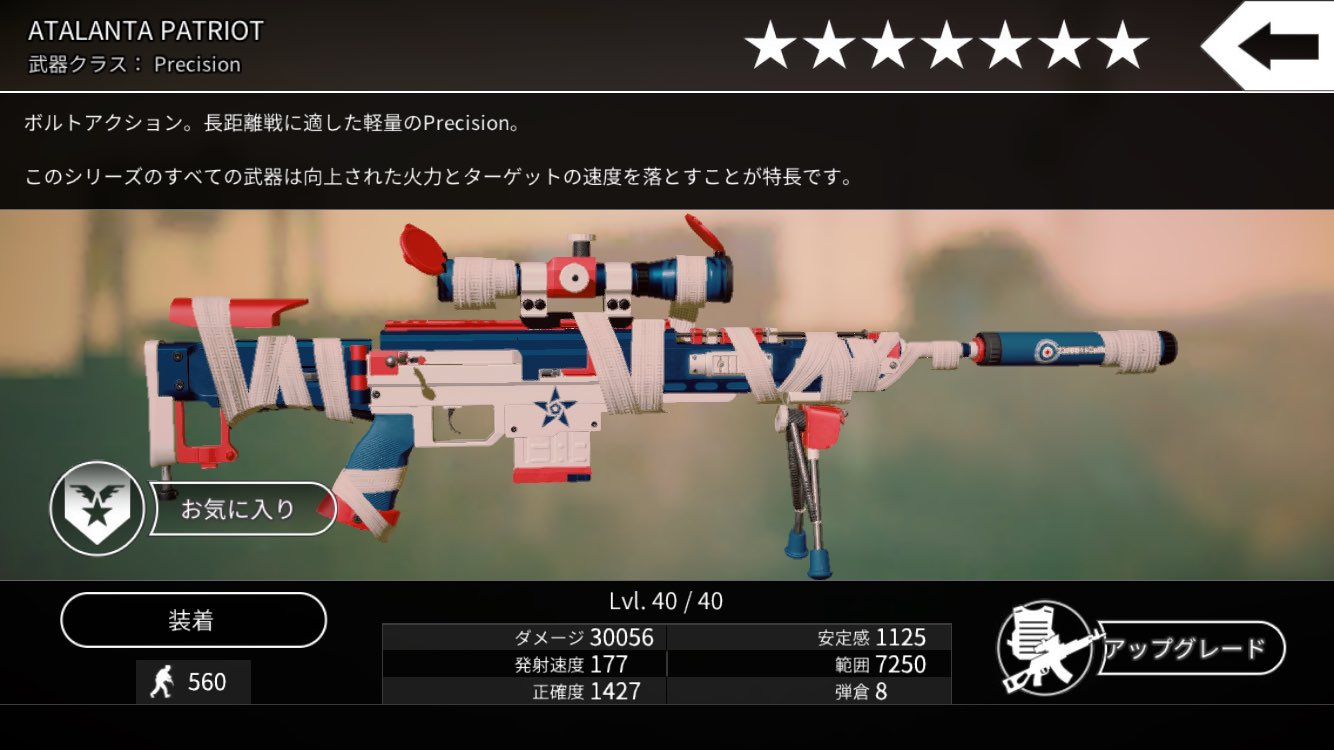 ATALANTA PATRIOT
武器クラス： Precision
ボルトアクション。長距離戦に適した軽量のPrecision。
このシリーズのすべての武器は向上された火力とターゲットの速度を落とすことが特長です。
お気に入り
装着
560
Lvl. 40 / 40
ダメージ 30056
安定感 1125
発射速度 177
範囲 7250
正確度 1427
弾倉 8
アップグレード